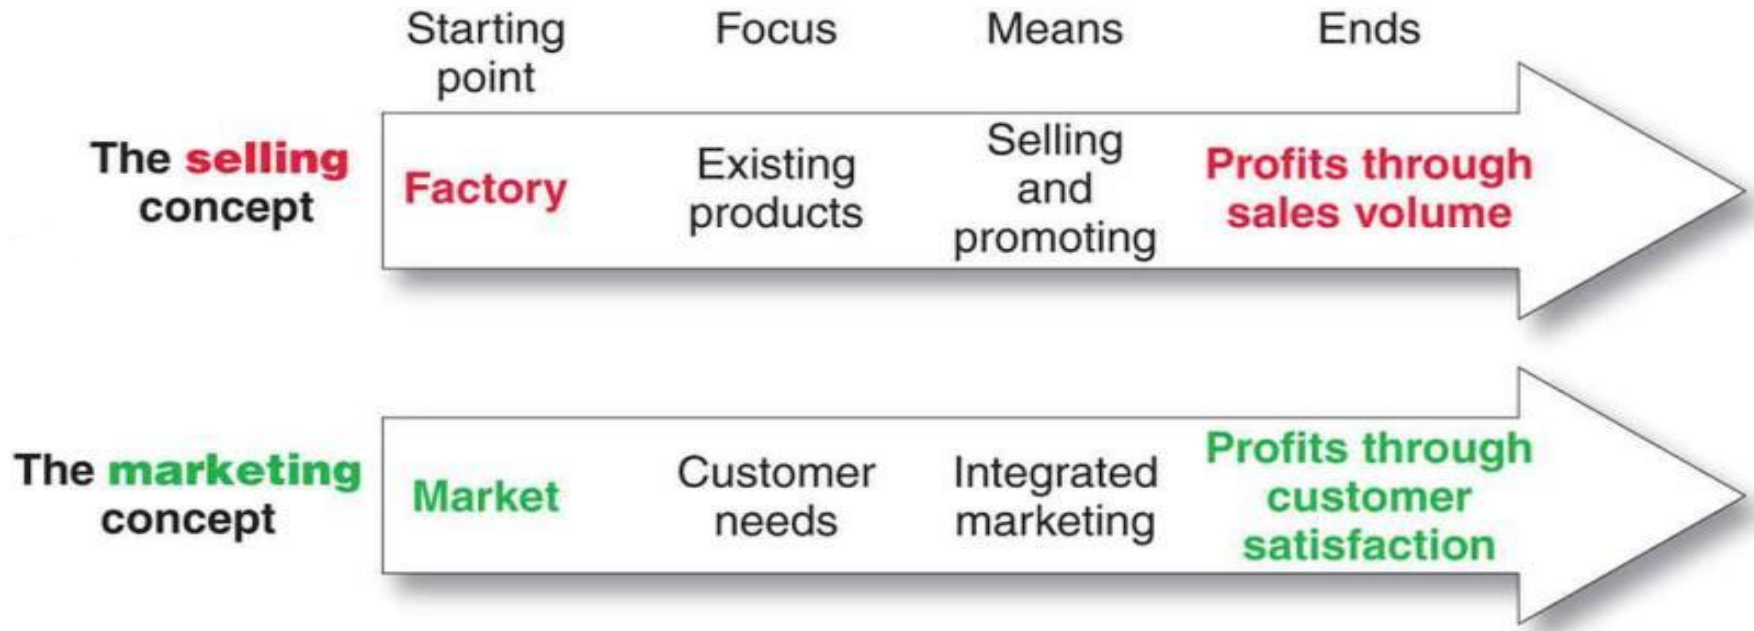 Starting
point
Focus
Means
Ends
The selling
concept
Factory
Existing
products
Selling
and
promoting
Profits through
sales volume
The marketing
concept
Market
Customer
needs
Integrated
marketing
Profits through
customer
satisfaction